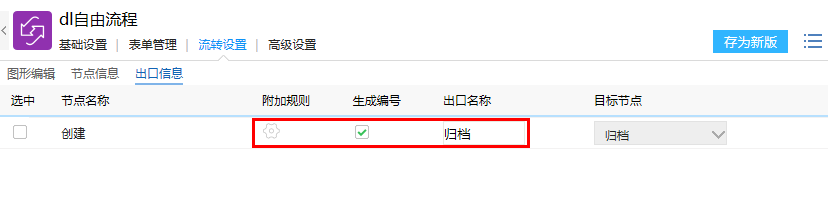 dl自由流程
基础设置 | 表单管理 | 流转设置 | 高级设置
存为新版
图形编辑 节点信息 出口信息
选中 节点名称 附加规则 生成编号 出口名称 目标节点
创建 归档 归档